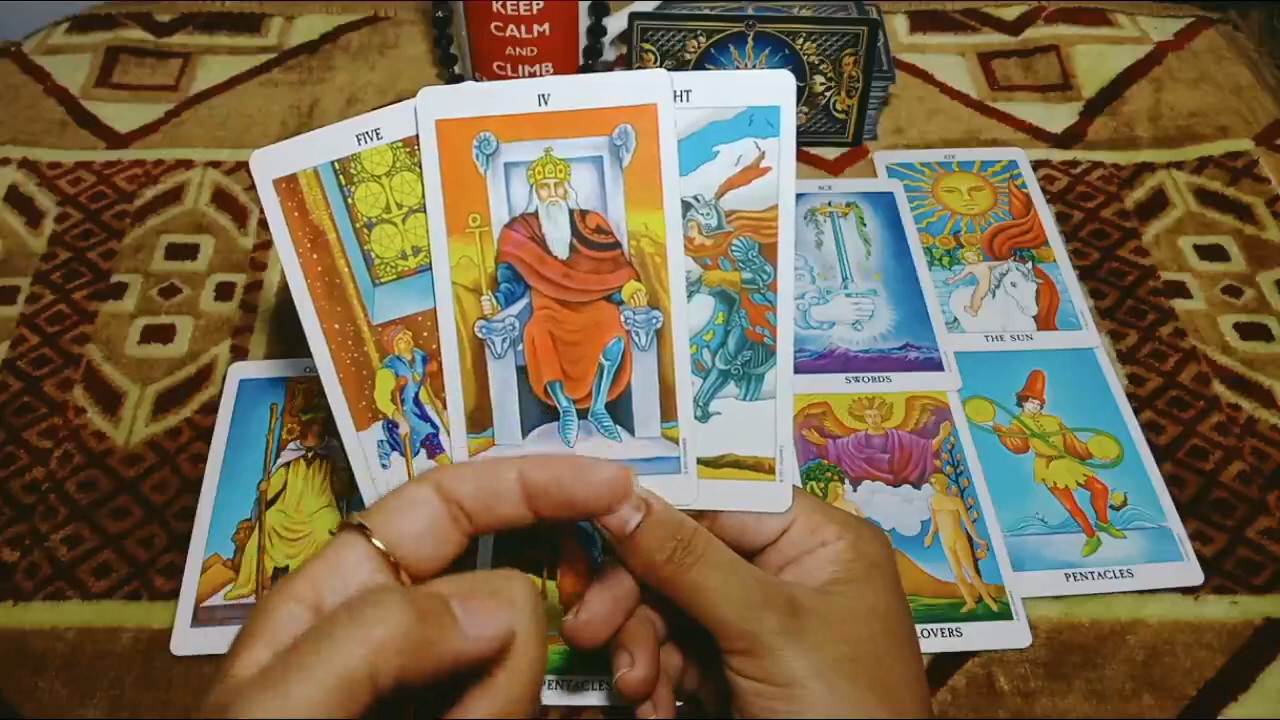 KEEP
CALM
AND
CLIMB
FIVE
IV
HT
ACE
SWORDS
XIX
THE SUN
LOVERS
PENTACLES
PENTACLES